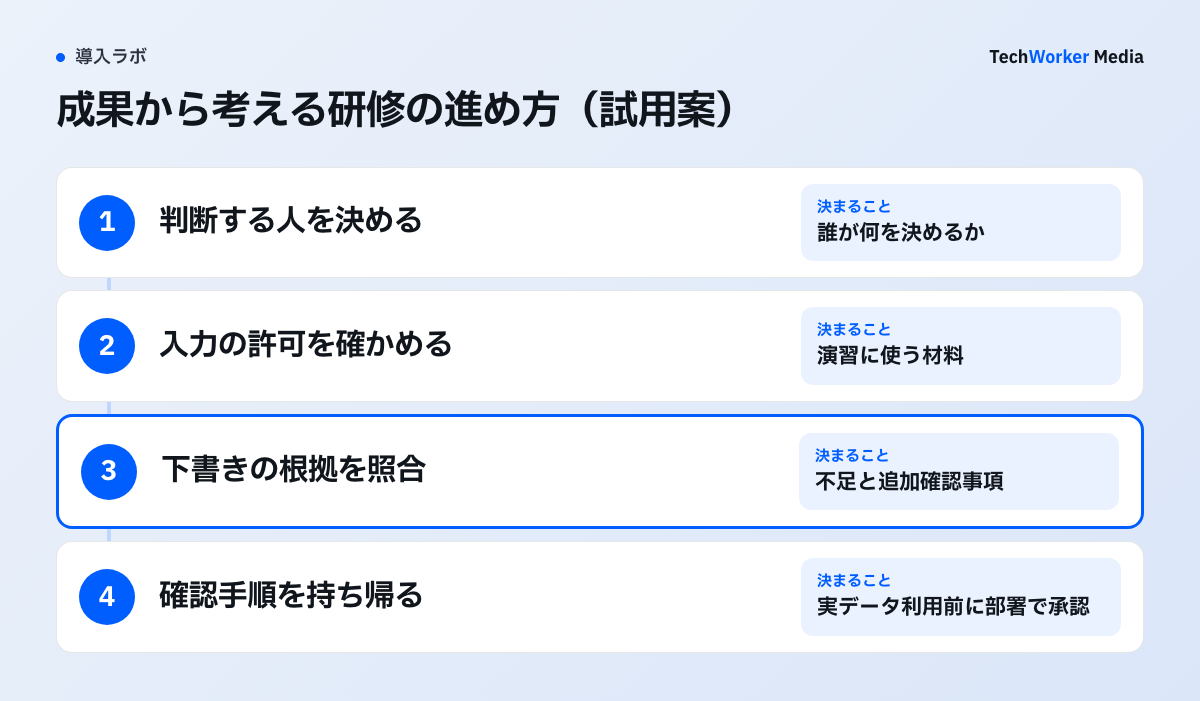 導入ラボ
TechWorker Media
成果から考える研修の進め方（試用案）
1
判断する人を決める
決まること
誰が何を決めるか
2
入力の許可を確かめる
決まること
演習に使う材料
3
下書きの根拠を照合
決まること
不足と追加確認事項
4
確認手順を持ち帰る
決まること
実データ利用前に部署で承認